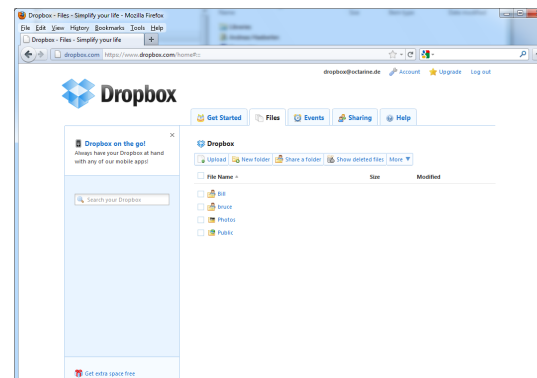 Dropbox - Files - Simplify your life - Mozilla Firefox
File Edit View History Bookmarks Tools Help
Dropbox - Files - Simplify your life +
dropbox.com https://www.dropbox.com/home#:::
dropbox@octarine.de Account Upgrade Log out
Dropbox
Get Started Files Events Sharing Help
Dropbox on the go!
Always have your Dropbox at hand
with any of our mobile apps!
Dropbox
Upload New folder Share a folder Show deleted files More ▼
File Name Size Modified
Search your Dropbox
Bill
bruce
Photos
Public
Get extra space free